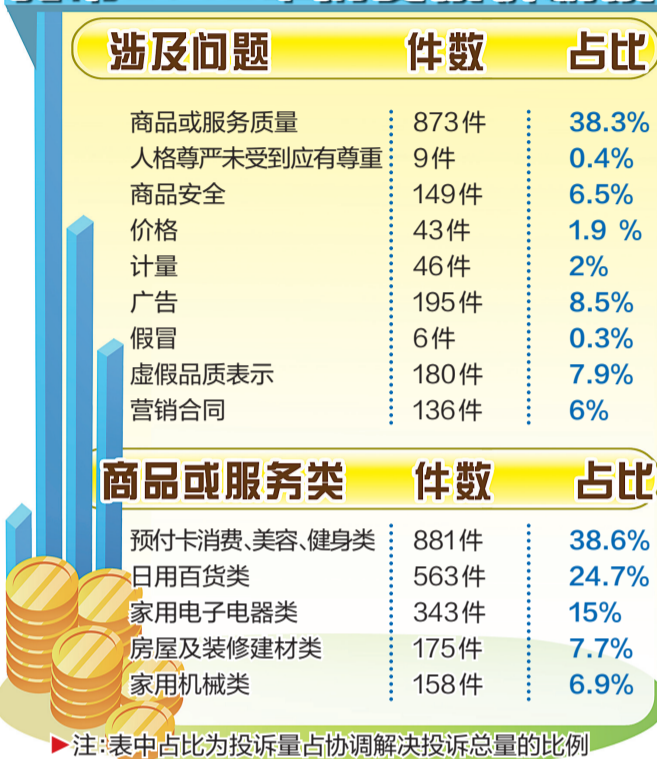 涉及问题 件数 占比
商品或服务质量 873件 38.3%
人格尊严未受到应有尊重 9件 0.4%
商品安全 149件 6.5%
价格 43件 1.9 %
计量 46件 2%
广告 195件 8.5%
假冒 6件 0.3%
虚假品质表示 180件 7.9%
营销合同 136件 6%
商品或服务类 件数 占比
预付卡消费、美容、健身类 881件 38.6%
日用百货类 563件 24.7%
家用电子电器类 343件 15%
房屋及装修建材类 175件 7.7%
家用机械类 158件 6.9%
▶注:表中占比为投诉量占协调解决投诉总量的比例